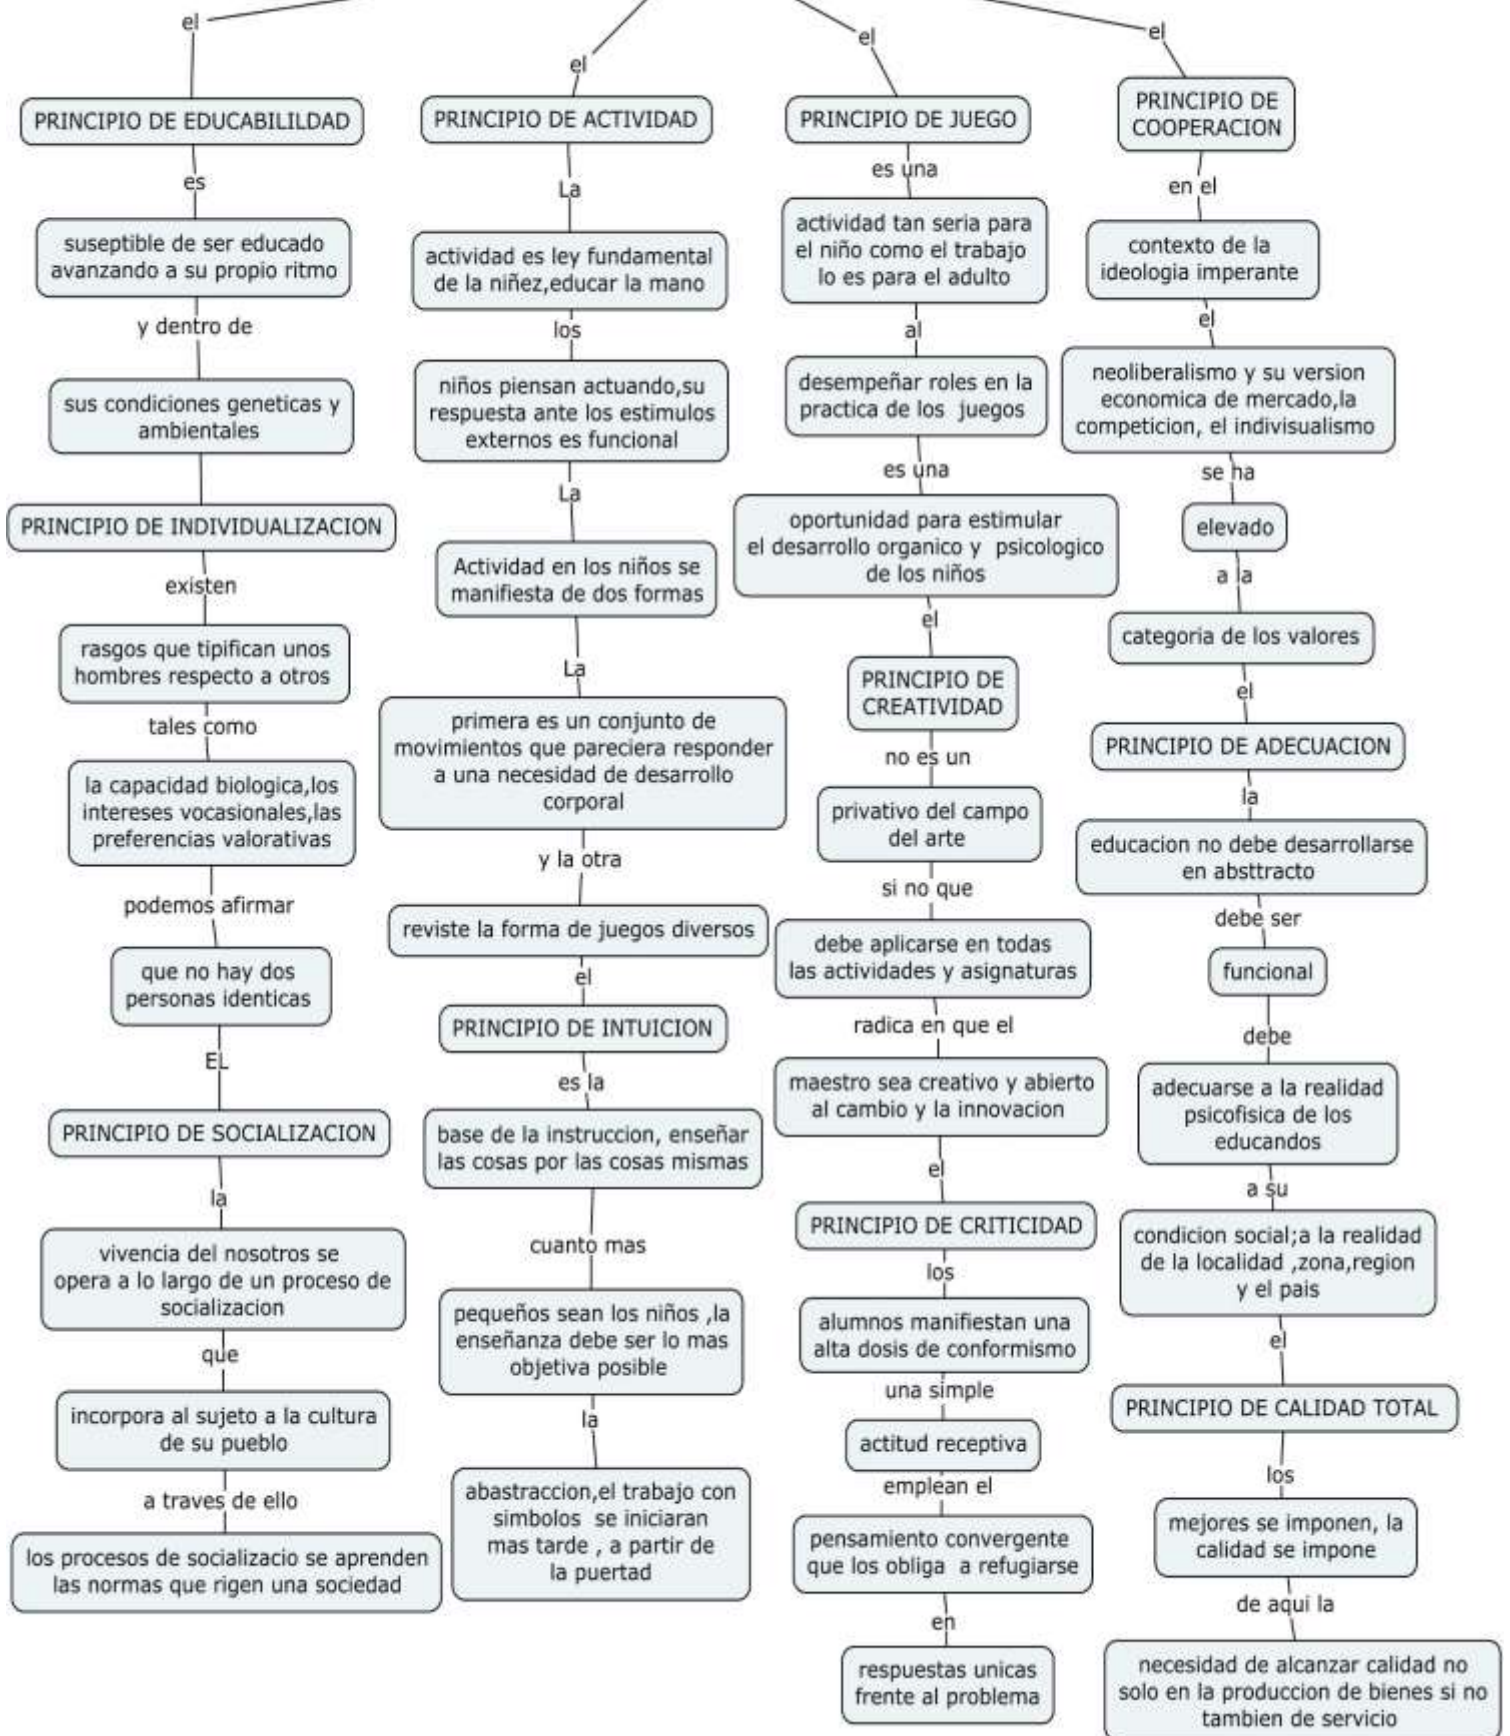 el
PRINCIPIO DE EDUCABILILDAD
es
suseptible de ser educado
avanzando a su propio ritmo
y dentro de
sus condiciones geneticas y
ambientales
PRINCIPIO DE INDIVIDUALIZACION
existen
rasgos que tipifican unos
hombres respecto a otros
tales como
la capacidad biologica,los
intereses vocasionales,las
preferencias valorativas
podemos afirmar
que no hay dos
personas identicas
EL
PRINCIPIO DE SOCIALIZACION
la
vivencia del nosotros se
opera a lo largo de un proceso de
socializacion
que
incorpora al sujeto a la cultura
de su pueblo
a traves de ello
los procesos de socializacio se aprenden
las normas que rigen una sociedad
el
PRINCIPIO DE ACTIVIDAD
La
actividad es ley fundamental
de la niñez,educar la mano
los
niños piensan actuando,su
respuesta ante los estimulos
externos es funcional
La
Actividad en los niños se
manifiesta de dos formas
La
primera es un conjunto de
movimientos que pareciera responder
a una necesidad de desarrollo
corporal
y la otra
reviste la forma de juegos diversos
el
PRINCIPIO DE INTUICION
es la
base de la instruccion, enseñar
las cosas por las cosas mismas
cuanto mas
pequeños sean los niños ,la
enseñanza debe ser lo mas
objetiva posible
la
abastraccion,el trabajo con
simbolos se iniciaran
mas tarde , a partir de
la puertad
el
PRINCIPIO DE JUEGO
es una
actividad tan seria para
el niño como el trabajo
lo es para el adulto
al
desempeñar roles en la
practica de los juegos
es una
oportunidad para estimular
el desarrollo organico y psicologico
de los niños
el
PRINCIPIO DE
CREATIVIDAD
no es un
privativo del campo
del arte
si no que
debe aplicarse en todas
las actividades y asignaturas
radica en que el
maestro sea creativo y abierto
al cambio y la innovacion
el
PRINCIPIO DE CRITICIDAD
los
alumnos manifiestan una
alta dosis de conformismo
una simple
actitud receptiva
emplean el
pensamiento convergente
que los obliga a refugiarse
en
respuestas unicas
frente al problema
el
PRINCIPIO DE
COOPERACION
en el
contexto de la
ideologia imperante
el
neoliberalismo y su version
economica de mercado,la
competicion, el indivisualismo
se ha
elevado
a la
categoria de los valores
el
PRINCIPIO DE ADECUACION
la
educacion no debe desarrollarse
en absttracto
debe ser
funcional
debe
adecuarse a la realidad
psicofisica de los
educandos
a su
condicion social;a la realidad
de la localidad ,zona,region
y el pais
el
PRINCIPIO DE CALIDAD TOTAL
los
mejores se imponen, la
calidad se impone
de aqui la
necesidad de alcanzar calidad no
solo en la produccion de bienes si no
tambien de servicio